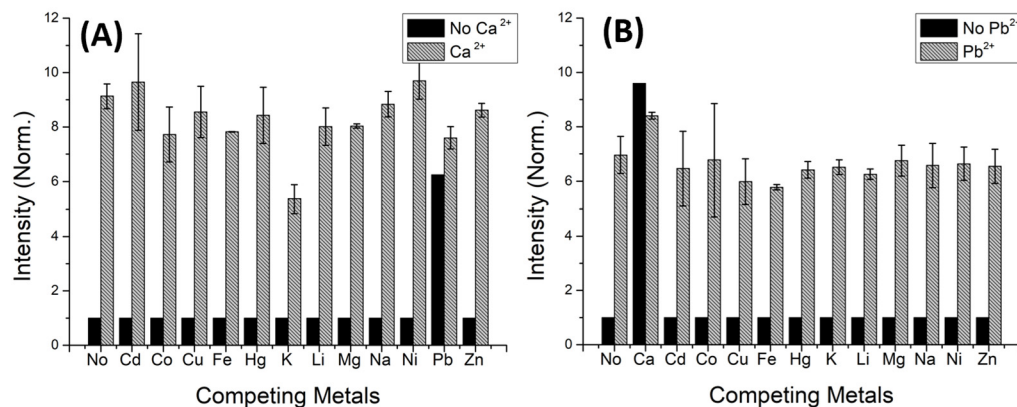 (A)
No Ca²⁺
Ca²⁺
Intensity (Norm.)
12
10
8
6
4
2
0
No Cd Co Cu Fe Hg K Li Mg Na Ni Pb Zn
Competing Metals
(B)
No Pb²⁺
Pb²⁺
Intensity (Norm.)
12
10
8
6
4
2
0
No Ca Cd Co Cu Fe Hg K Li Mg Na Ni Zn
Competing Metals